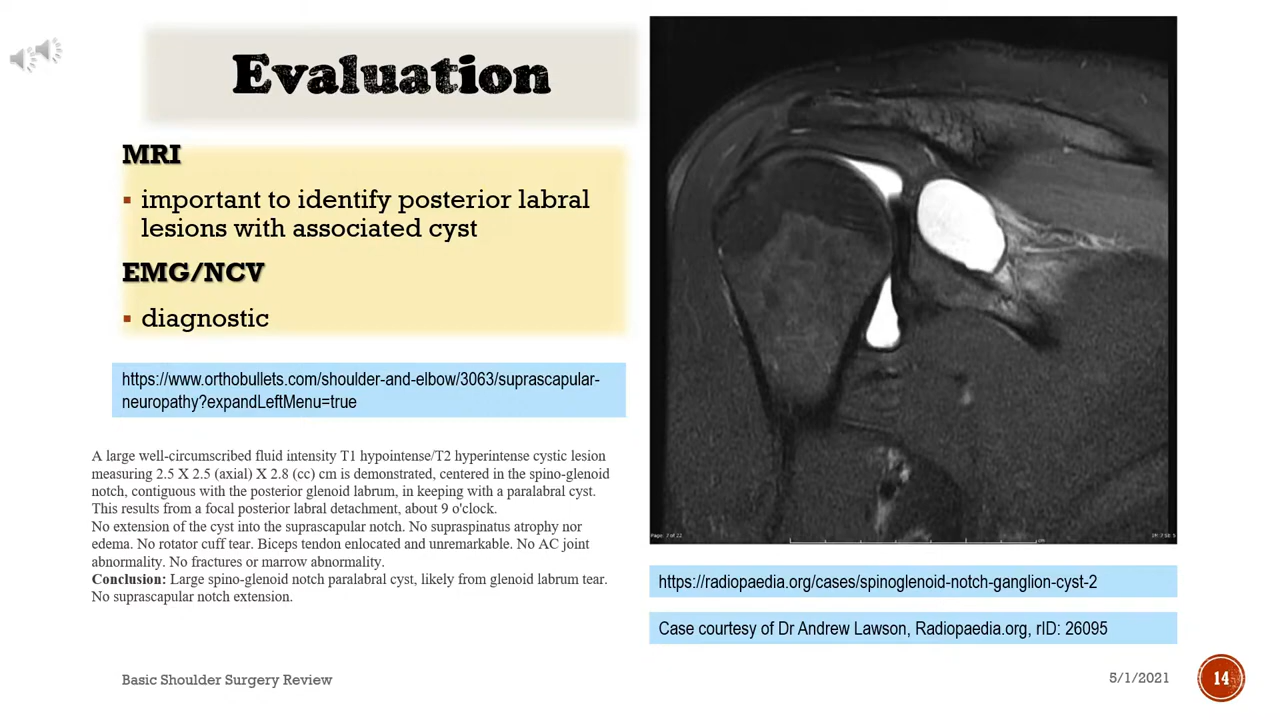 Evaluation
MRI
▪ important to identify posterior labral
lesions with associated cyst
EMG/NCV
▪ diagnostic
https://www.orthobullets.com/shoulder-and-elbow/3063/suprascapular-
neuropathy?expandLeftMenu=true
A large well-circumscribed fluid intensity T1 hypointense/T2 hyperintense cystic lesion
measuring 2.5 X 2.5 (axial) X 2.8 (cc) cm is demonstrated, centered in the spino-glenoid
notch, contiguous with the posterior glenoid labrum, in keeping with a paralabral cyst.
This results from a focal posterior labral detachment, about 9 o'clock.
No extension of the cyst into the suprascapular notch. No supraspinatus atrophy nor
edema. No rotator cuff tear. Biceps tendon enlocated and unremarkable. No AC joint
abnormality. No fractures or marrow abnormality.
Conclusion: Large spino-glenoid notch paralabral cyst, likely from glenoid labrum tear.
No suprascapular notch extension.
https://radiopaedia.org/cases/spinoglenoid-notch-ganglion-cyst-2
Case courtesy of Dr Andrew Lawson, Radiopaedia.org, rID: 26095
Basic Shoulder Surgery Review
5/1/2021
14